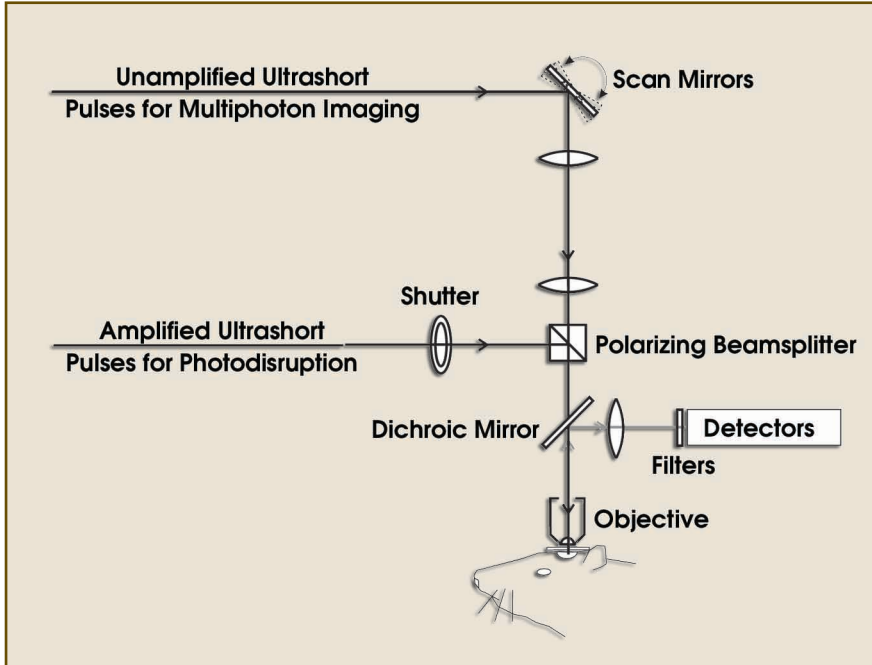 Unamplified Ultrashort
Pulses for Multiphoton Imaging
Scan Mirrors
Shutter
Amplified Ultrashort
Pulses for Photodisruption
Polarizing Beamsplitter
Dichroic Mirror
Detectors
Filters
Objective